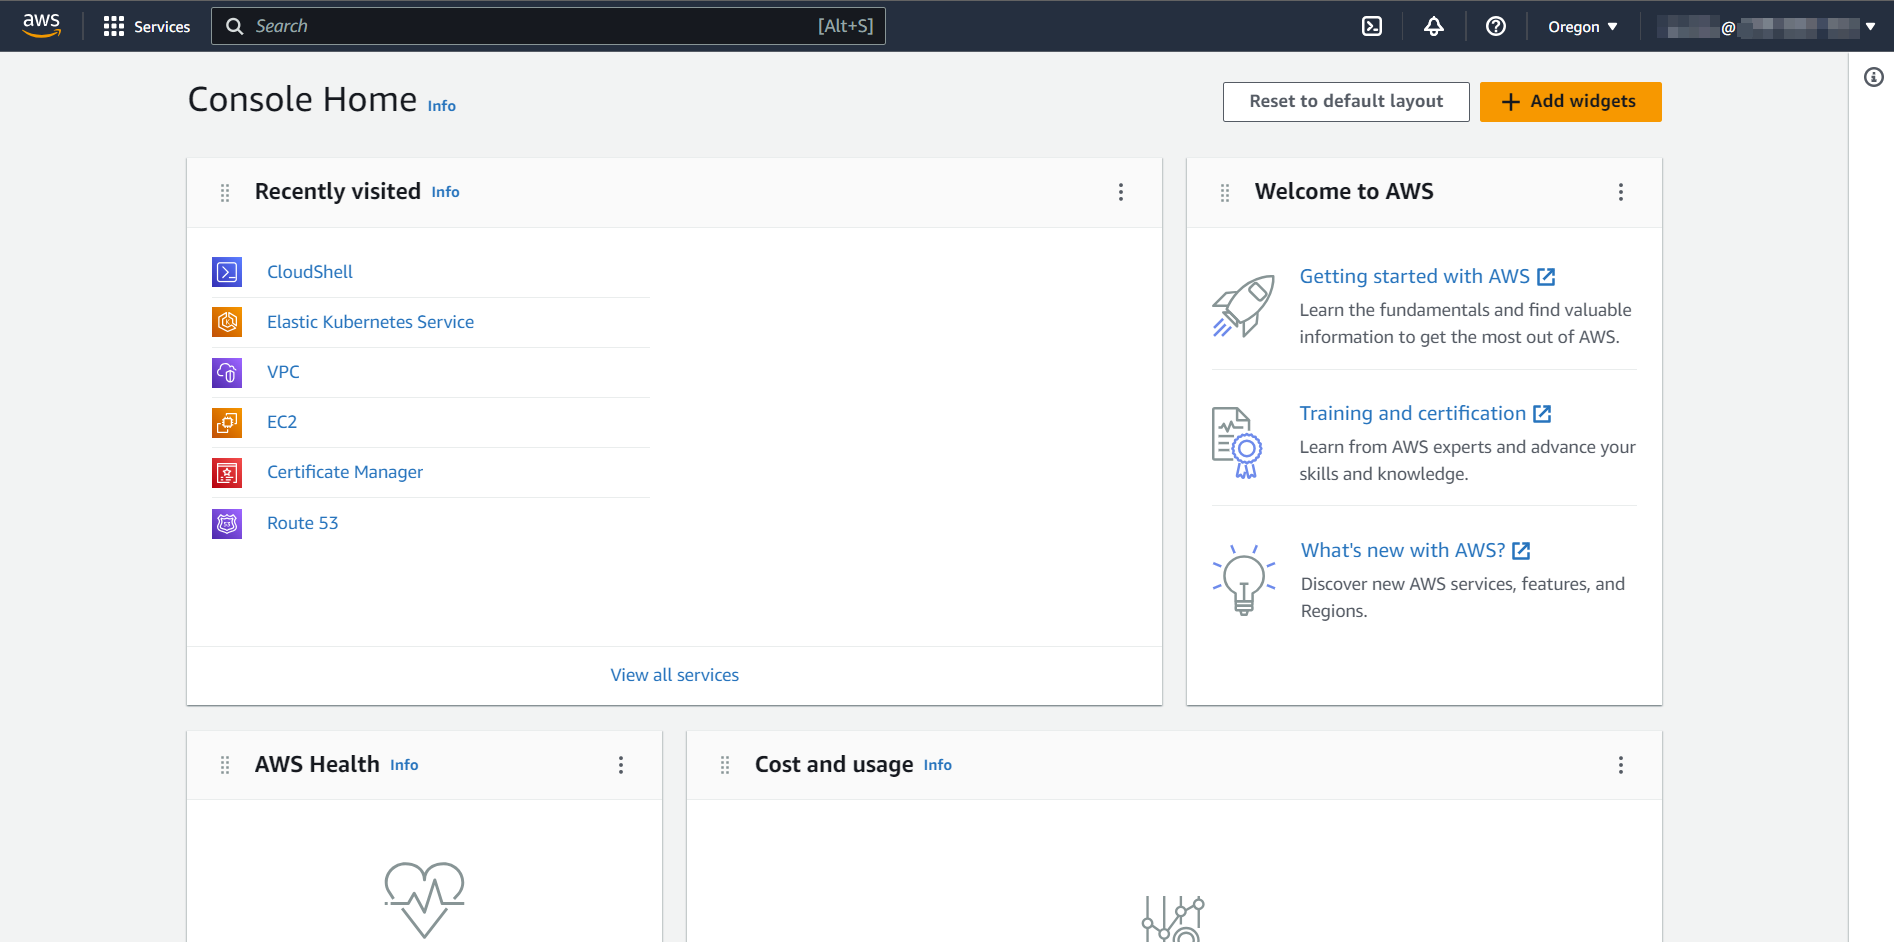 aws
Services
Search
[Alt+S]
Oregon
@
Console Home Info
Reset to default layout
Add widgets
Recently visited Info
CloudShell
Elastic Kubernetes Service
VPC
EC2
Certificate Manager
Route 53
View all services
Welcome to AWS
Getting started with AWS
Learn the fundamentals and find valuable
information to get the most out of AWS.
Training and certification
Learn from AWS experts and advance your
skills and knowledge.
What's new with AWS?
Discover new AWS services, features, and
Regions.
AWS Health Info
Cost and usage Info